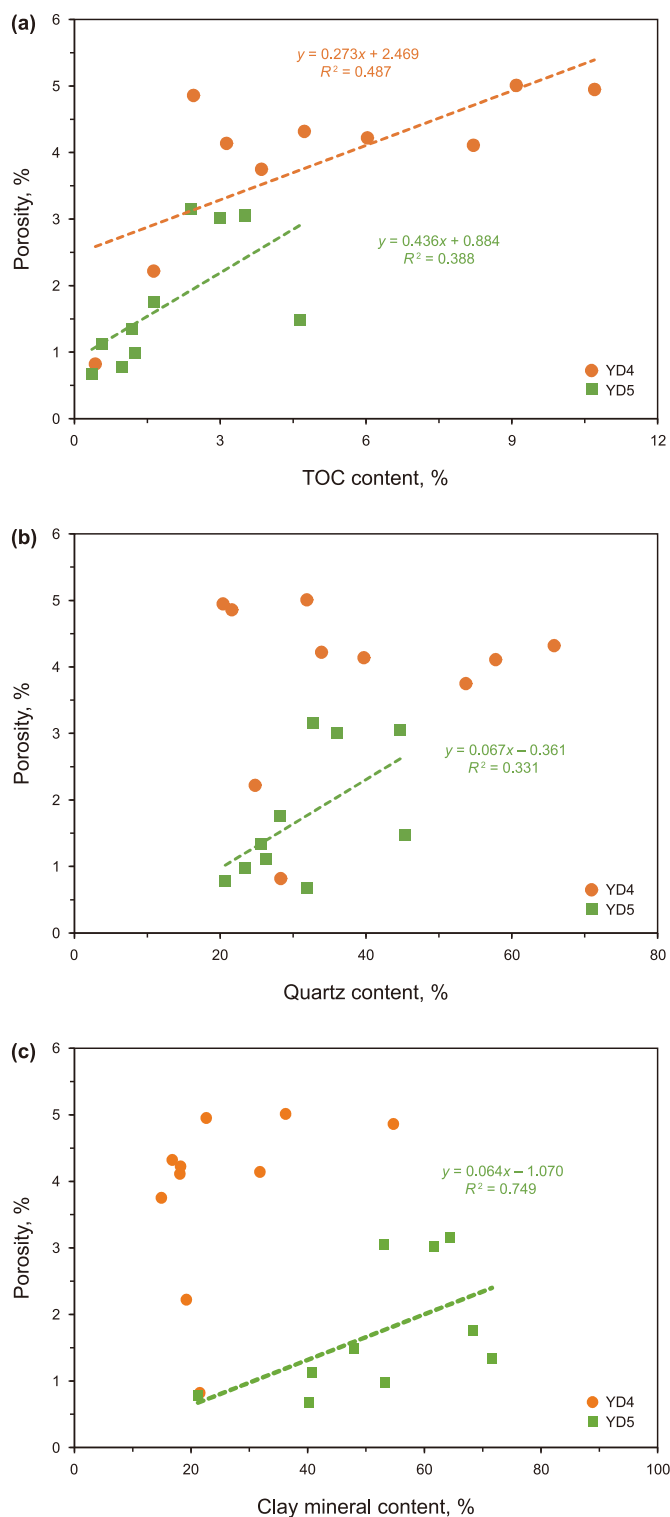 (a)
6
5
4
3
2
1
0
Porosity, %
y = 0.273x + 2.469
R² = 0.487
y = 0.436x + 0.884
R² = 0.388
YD4
YD5
0 3 6 9 12
TOC content, %
(b)
6
5
4
3
2
1
0
Porosity, %
y = 0.067x – 0.361
R² = 0.331
YD4
YD5
0 20 40 60 80
Quartz content, %
(c)
6
5
4
3
2
1
0
Porosity, %
y = 0.064x – 1.070
R² = 0.749
YD4
YD5
0 20 40 60 80 100
Clay mineral content, %